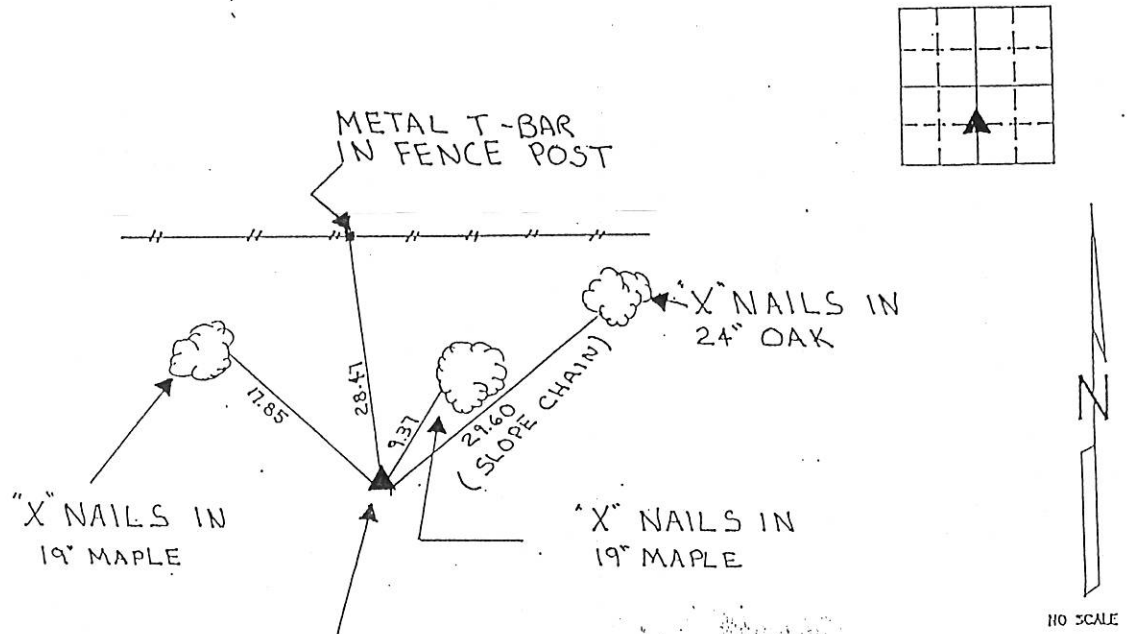 METAL T-BAR
IN FENCE POST
"X" NAILS IN
24" OAK
17.85
28.47
9.37
29.60
(SLOPE CHAIN)
"X" NAILS IN
19" MAPLE
"X" NAILS IN
19" MAPLE
N
NO SCALE